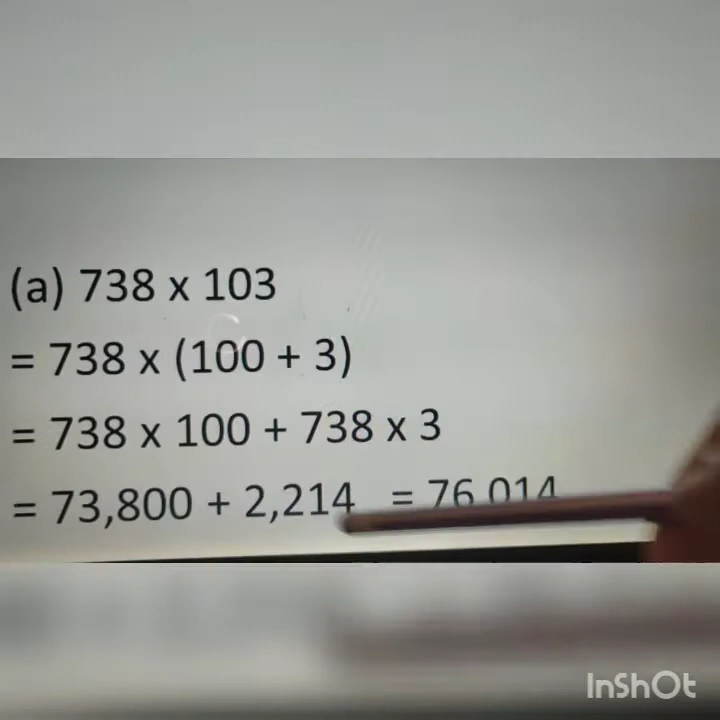 (a) 738 x 103
= 738 x (100 + 3)
= 738 x 100 + 738 x 3
= 73,800 + 2,214 = 76,014
InShOt